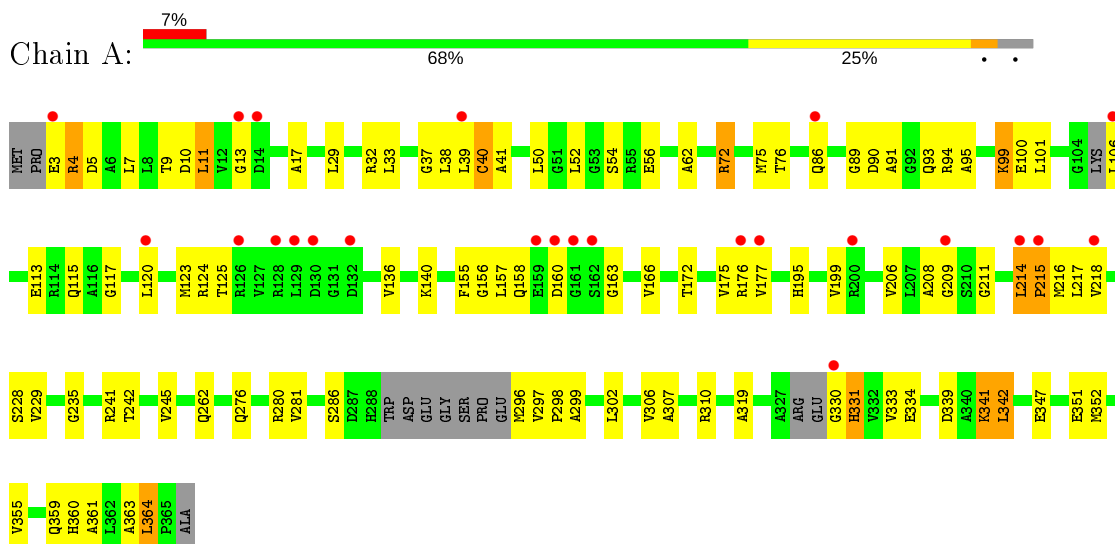 7%
Chain A:
68% 25% • •
MET PRO E3 R4 D5 A6 L7 L8 T9 D10 L11 V12 G13 D14 A17 L29 R32 L33 G37 L38 L39 C40 A41 L50 G51 L52 G53 S54 R55 E56 A62 R72 M75 T76 Q86 G89 D90 A91 G92 Q93 R94 A95 K99 E100 L101 G104 LYS L106
E113 R114 Q115 A116 G117 L120 M123 R124 T125 R126 V127 R128 L129 D130 G131 D132 V136 K140 F155 G156 L157 Q158 E159 D160 G161 S162 G163 V166 T172 V175 R176 V177 H195 V199 R200 V206 L207 A208 G209 S210 G211 L214 P215 M216 L217 V218
S228 V229 G235 R241 T242 V245 Q262 Q276 R280 V281 S286 D287 H288 TRP ASP GLU GLY SER PRO GLU M296 V297 P298 A299 L302 V306 A307 R310 A319 A327 ARG GLU G330 H331 V332 V333 E334 D339 A340 K341 L342 E347 E351 M352
V355 Q359 H360 A361 L362 A363 L364 P365 ALA